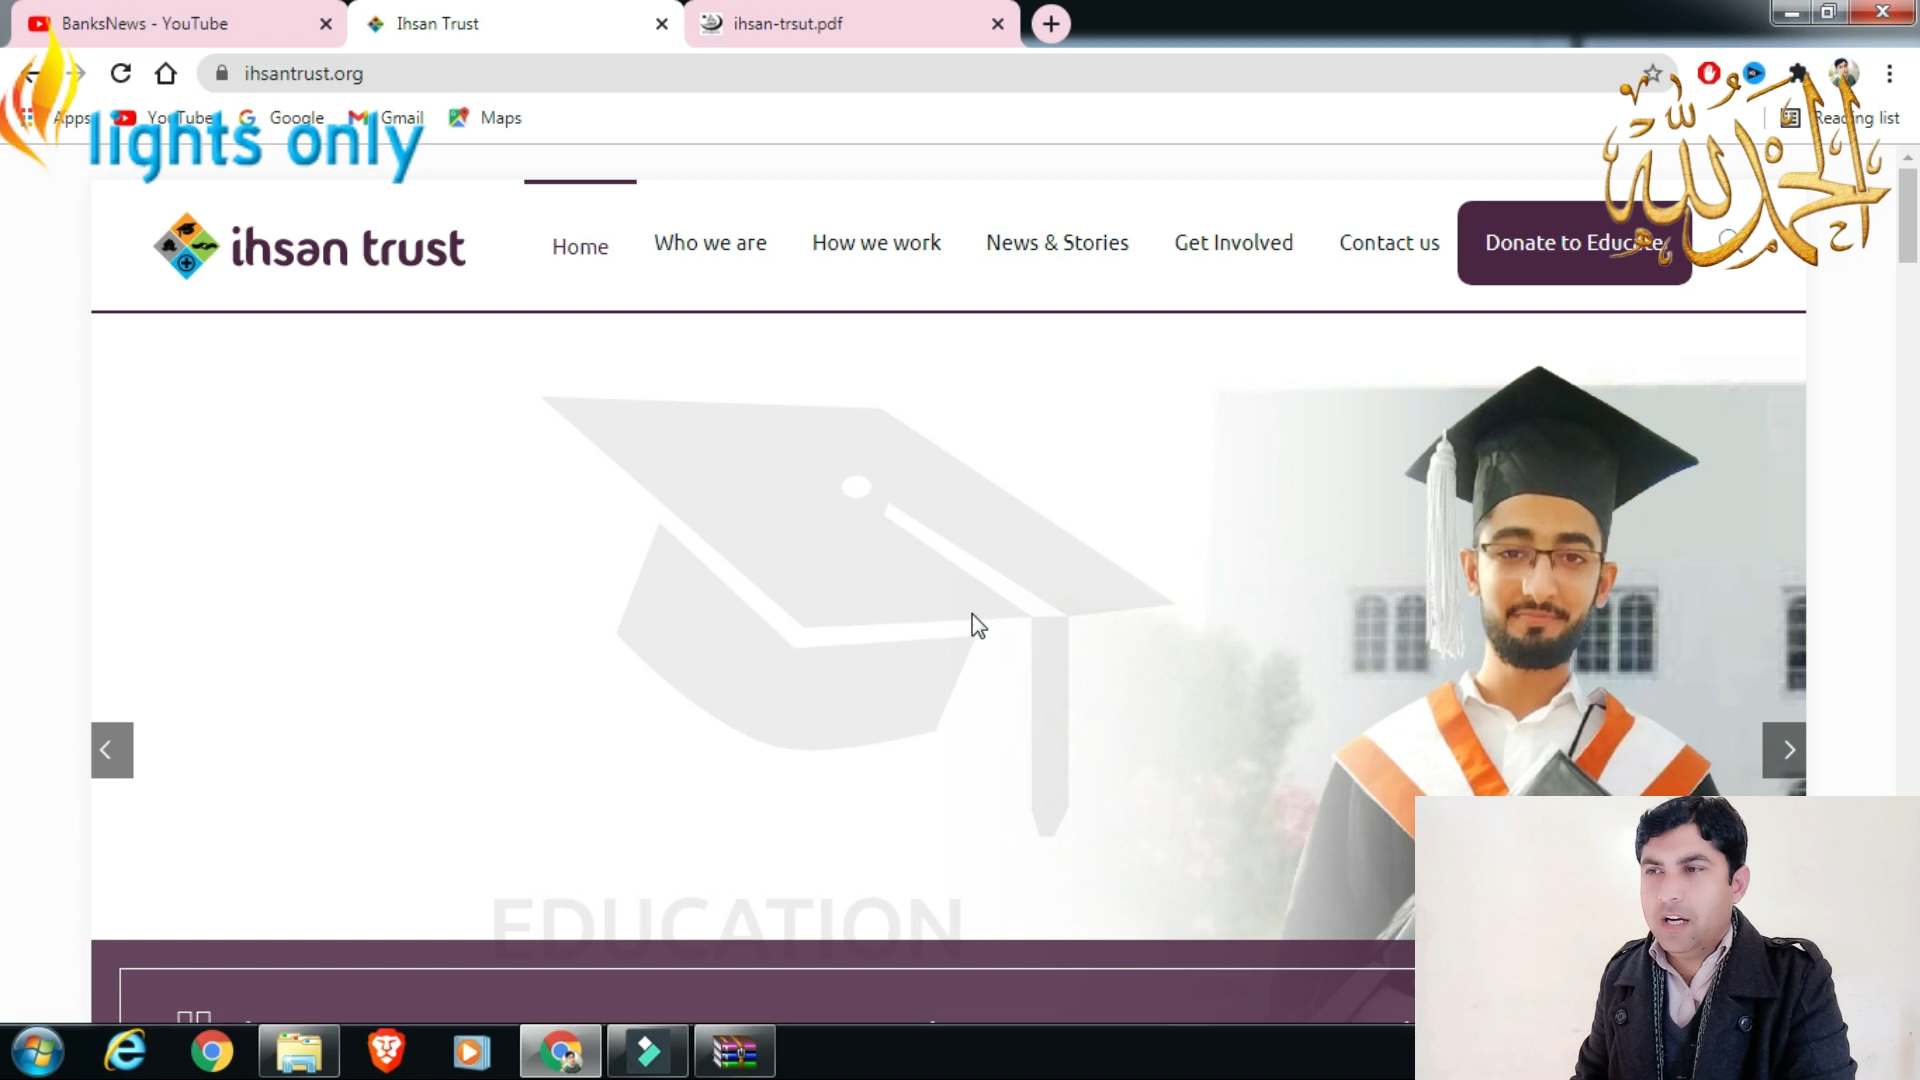 BanksNews - YouTube
Ihsan Trust
ihsan-trsut.pdf
ihsantrust.org
Apps
YouTube
Google
Gmail
Maps
Reading list
lights only
الحمد لله
ihsan trust
Home
Who we are
How we work
News & Stories
Get Involved
Contact us
Donate to Educate
EDUCATION